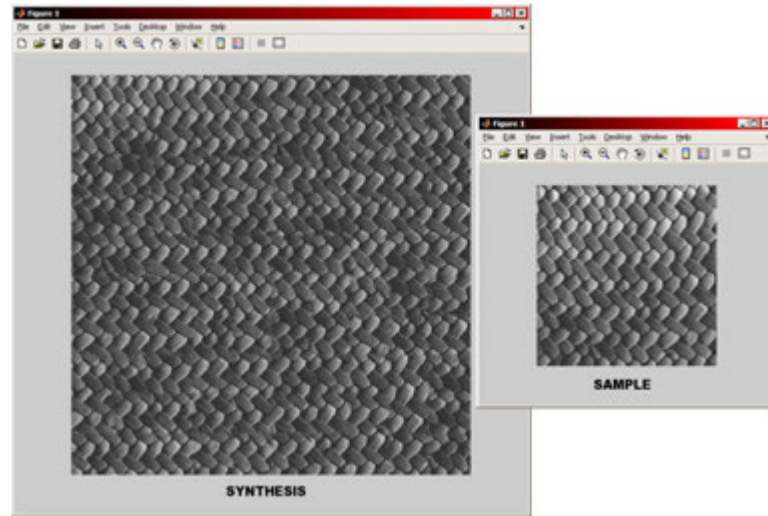 Figure 1
File Edit View Insert Tools Desktop Window Help
SYNTHESIS
Figure 1
File Edit View Insert Tools Desktop Window Help
SAMPLE